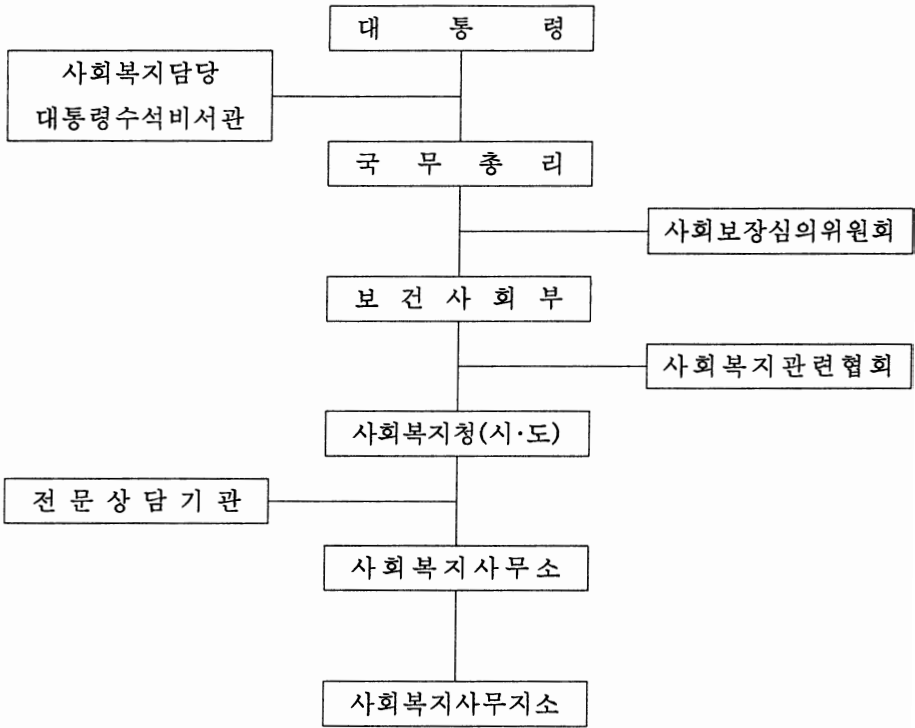 대 통 령
사회복지담당
대통령수석비서관
국 무 총 리
사회보장심의위원회
보 건 사 회 부
사회복지관련협회
사회복지청(시·도)
전 문 상 담 기 관
사회복지사무소
사회복지사무지소